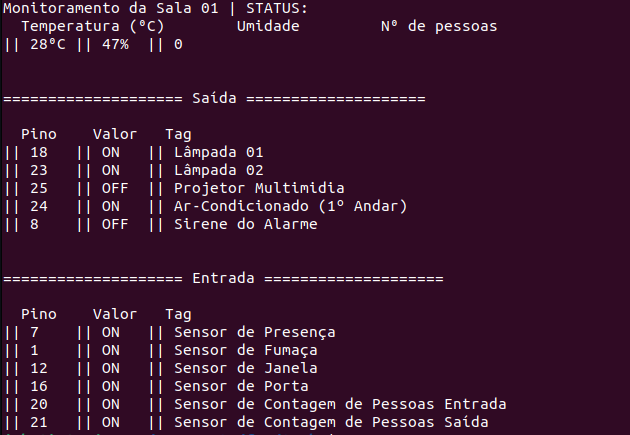 Monitoramento da Sala 01 | STATUS:
Temperatura (⁰C) Umidade N⁰ de pessoas
|| 28⁰C || 47% || 0
==================== Saída ====================
Pino Valor Tag
|| 18 || ON || Lâmpada 01
|| 23 || ON || Lâmpada 02
|| 25 || OFF || Projetor Multimidia
|| 24 || ON || Ar-Condicionado (1º Andar)
|| 8 || OFF || Sirene do Alarme
==================== Entrada ====================
Pino Valor Tag
|| 7 || ON || Sensor de Presença
|| 1 || ON || Sensor de Fumaça
|| 12 || ON || Sensor de Janela
|| 16 || ON || Sensor de Porta
|| 20 || ON || Sensor de Contagem de Pessoas Entrada
|| 21 || ON || Sensor de Contagem de Pessoas Saída